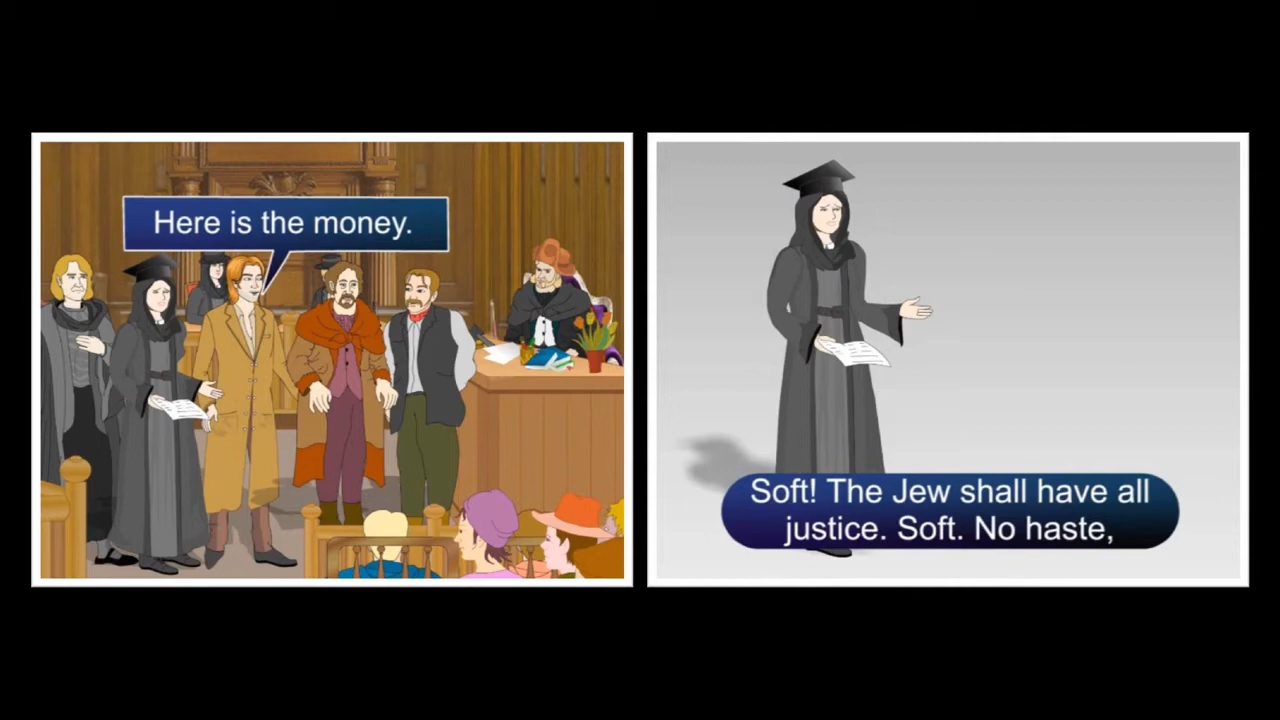 Here is the money.
Soft! The Jew shall have all
justice. Soft. No haste,